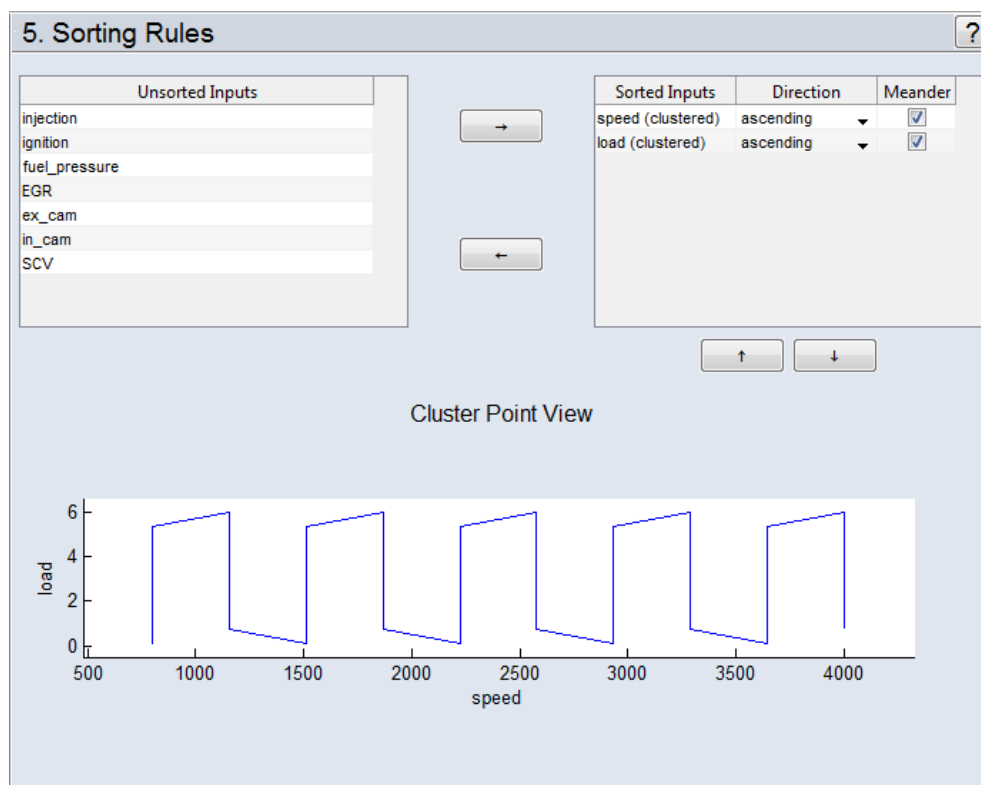 5. Sorting Rules
?
Unsorted Inputs
injection
ignition
fuel_pressure
EGR
ex_cam
in_cam
SCV
→
←
Sorted Inputs Direction Meander
speed (clustered) ascending
load (clustered) ascending
↑ ↓
Cluster Point View
6
4
2
0
load
500 1000 1500 2000 2500 3000 3500 4000
speed